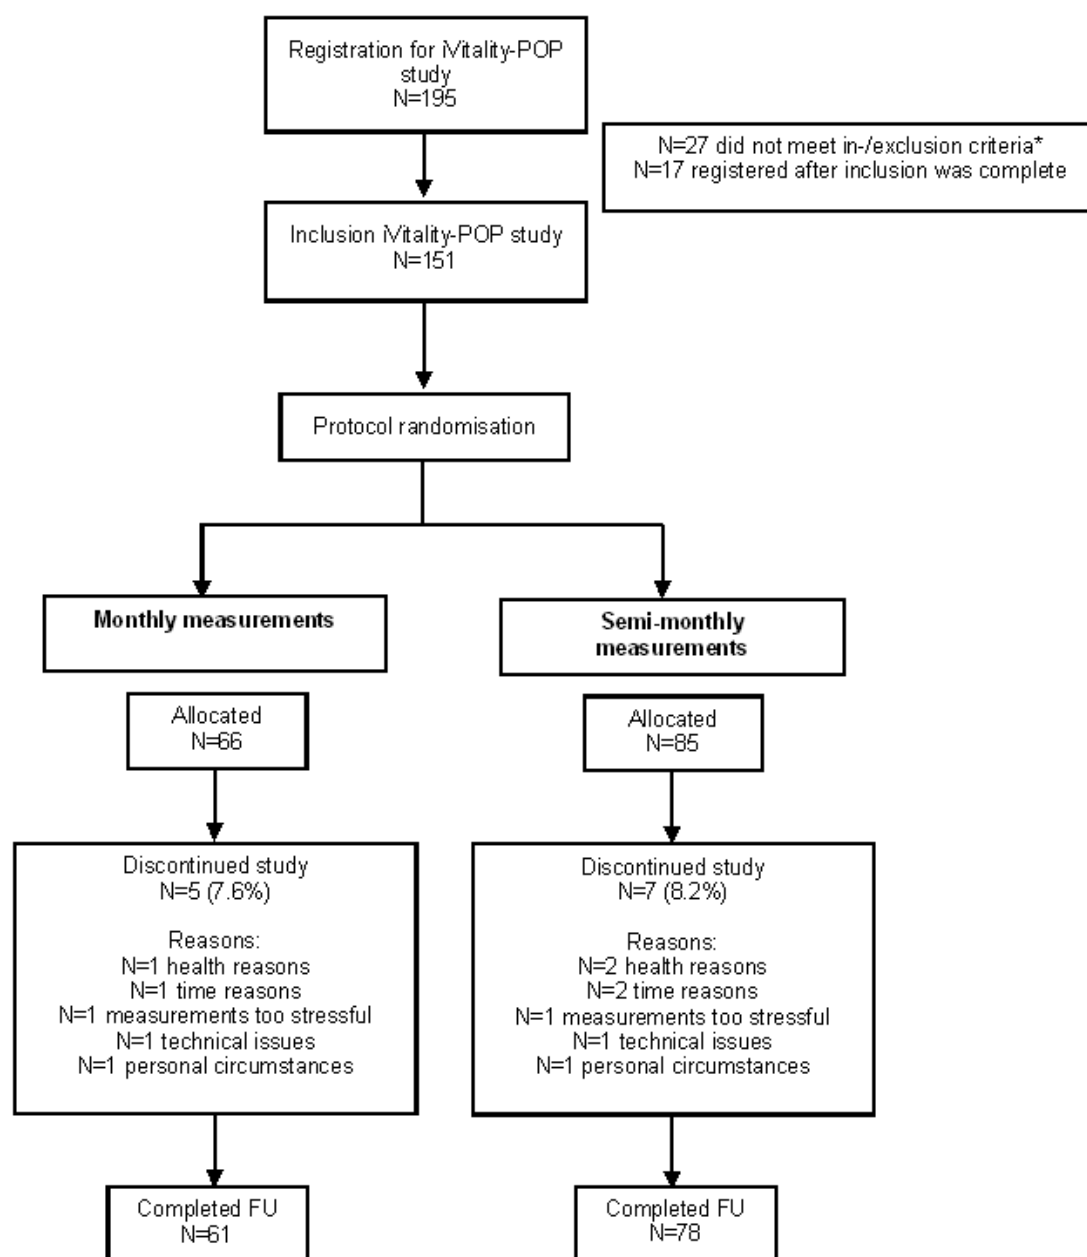 Registration for iVitality-POP
study
N=195
N=27 did not meet in-/exclusion criteria*
N=17 registered after inclusion was complete
Inclusion iVitality-POP study
N=151
Protocol randomisation
Monthly measurements
Semi-monthly
measurements
Allocated
N=66
Allocated
N=85
Discontinued study
N=5 (7.6%)
Reasons:
N=1 health reasons
N=1 time reasons
N=1 measurements too stressful
N=1 technical issues
N=1 personal circumstances
Discontinued study
N=7 (8.2%)
Reasons:
N=2 health reasons
N=2 time reasons
N=1 measurements too stressful
N=1 technical issues
N=1 personal circumstances
Completed FU
N=61
Completed FU
N=78